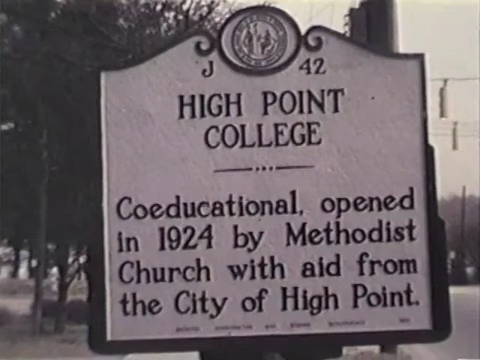 J 42
HIGH POINT
COLLEGE
Coeducational, opened
in 1924 by Methodist
Church with aid from
the City of High Point.